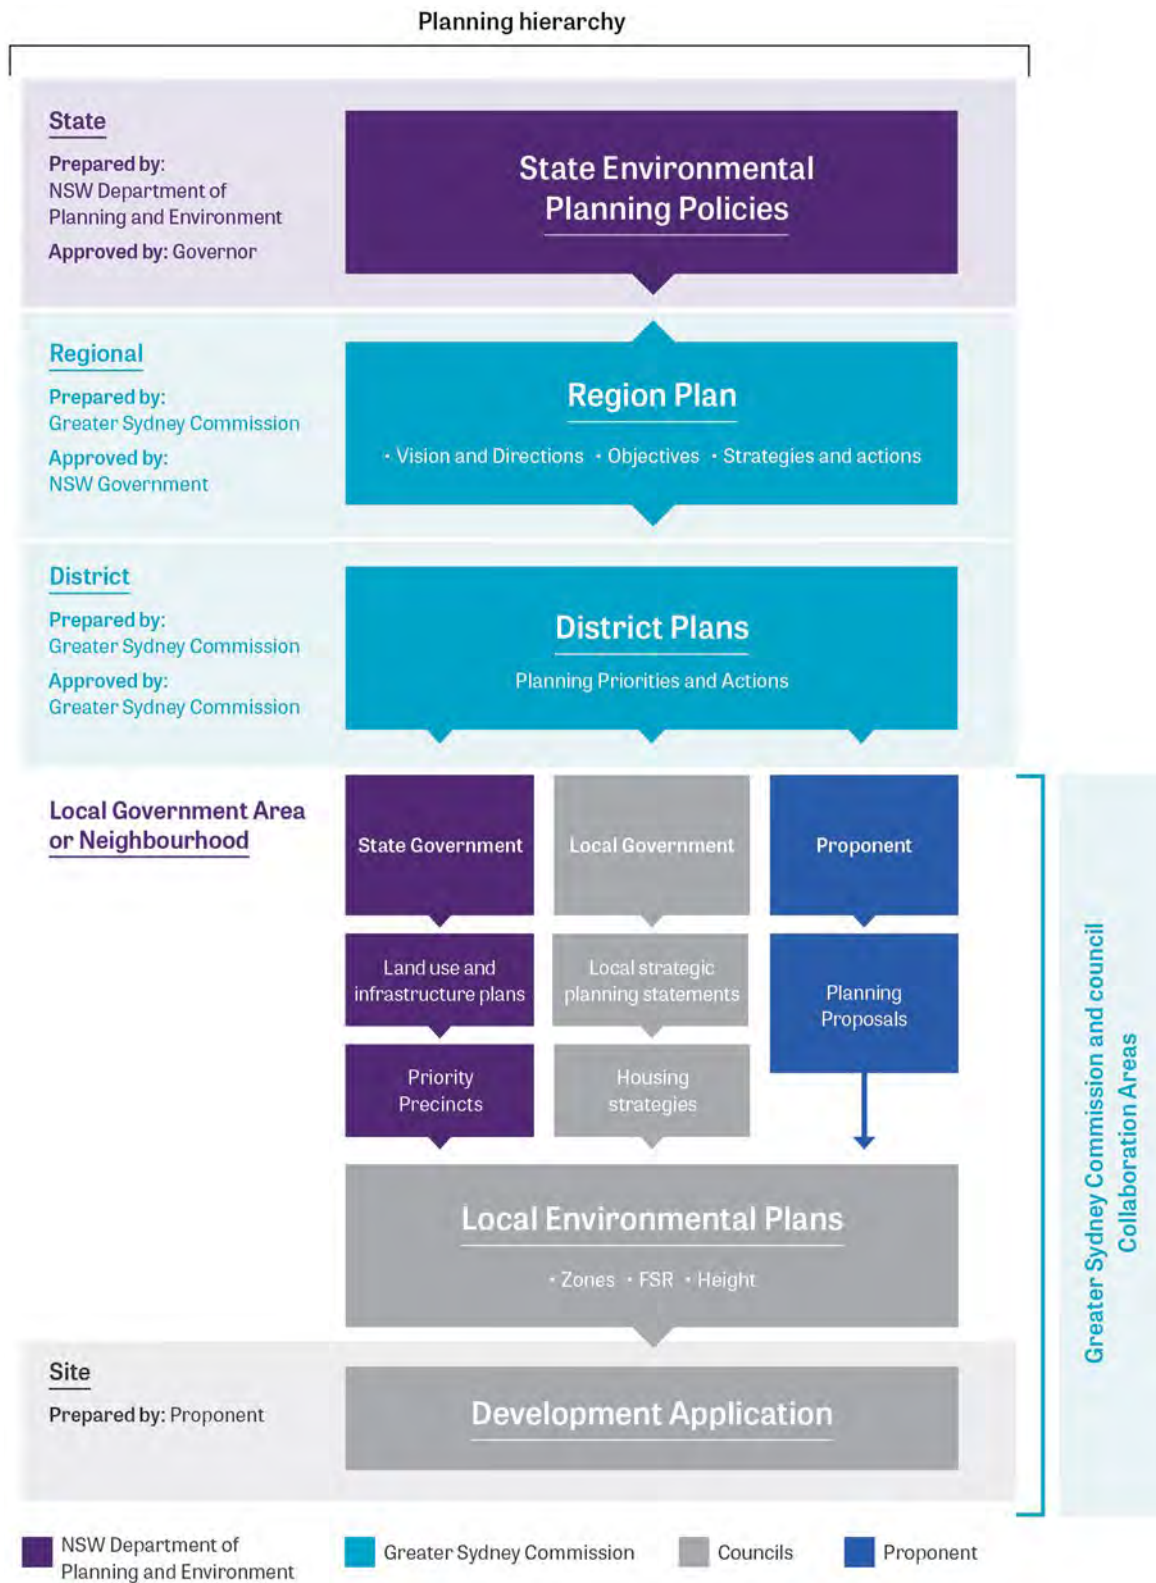 Planning hierarchy
State
Prepared by:
NSW Department of
Planning and Environment
Approved by: Governor
State Environmental
Planning Policies
Regional
Prepared by:
Greater Sydney Commission
Approved by:
NSW Government
Region Plan
• Vision and Directions • Objectives • Strategies and actions
District
Prepared by:
Greater Sydney Commission
Approved by:
Greater Sydney Commission
District Plans
Planning Priorities and Actions
Local Government Area
or Neighbourhood
State Government
Local Government
Proponent
Land use and
infrastructure plans
Local strategic
planning statements
Planning
Proposals
Priority
Precincts
Housing
strategies
Local Environmental Plans
• Zones • FSR • Height
Site
Prepared by: Proponent
Development Application
Greater Sydney Commission and council
Collaboration Areas
NSW Department of
Planning and Environment
Greater Sydney Commission
Councils
Proponent